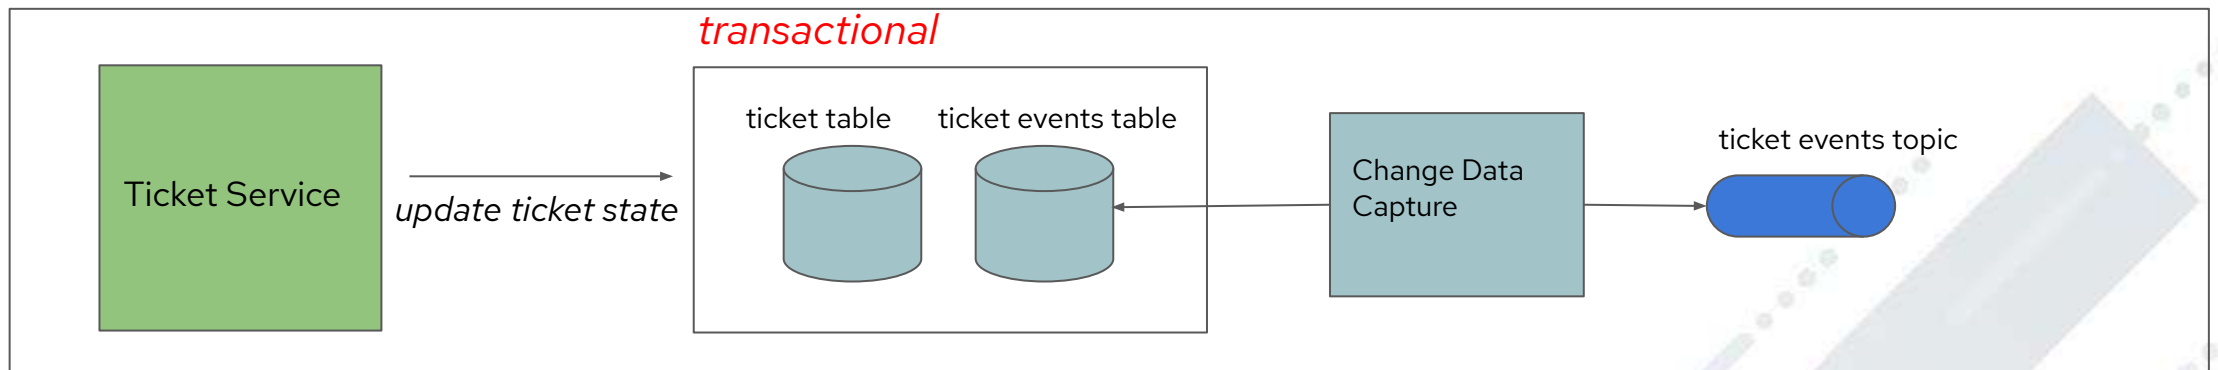 transactional
Ticket Service
update ticket state
ticket table
ticket events table
Change Data
Capture
ticket events topic